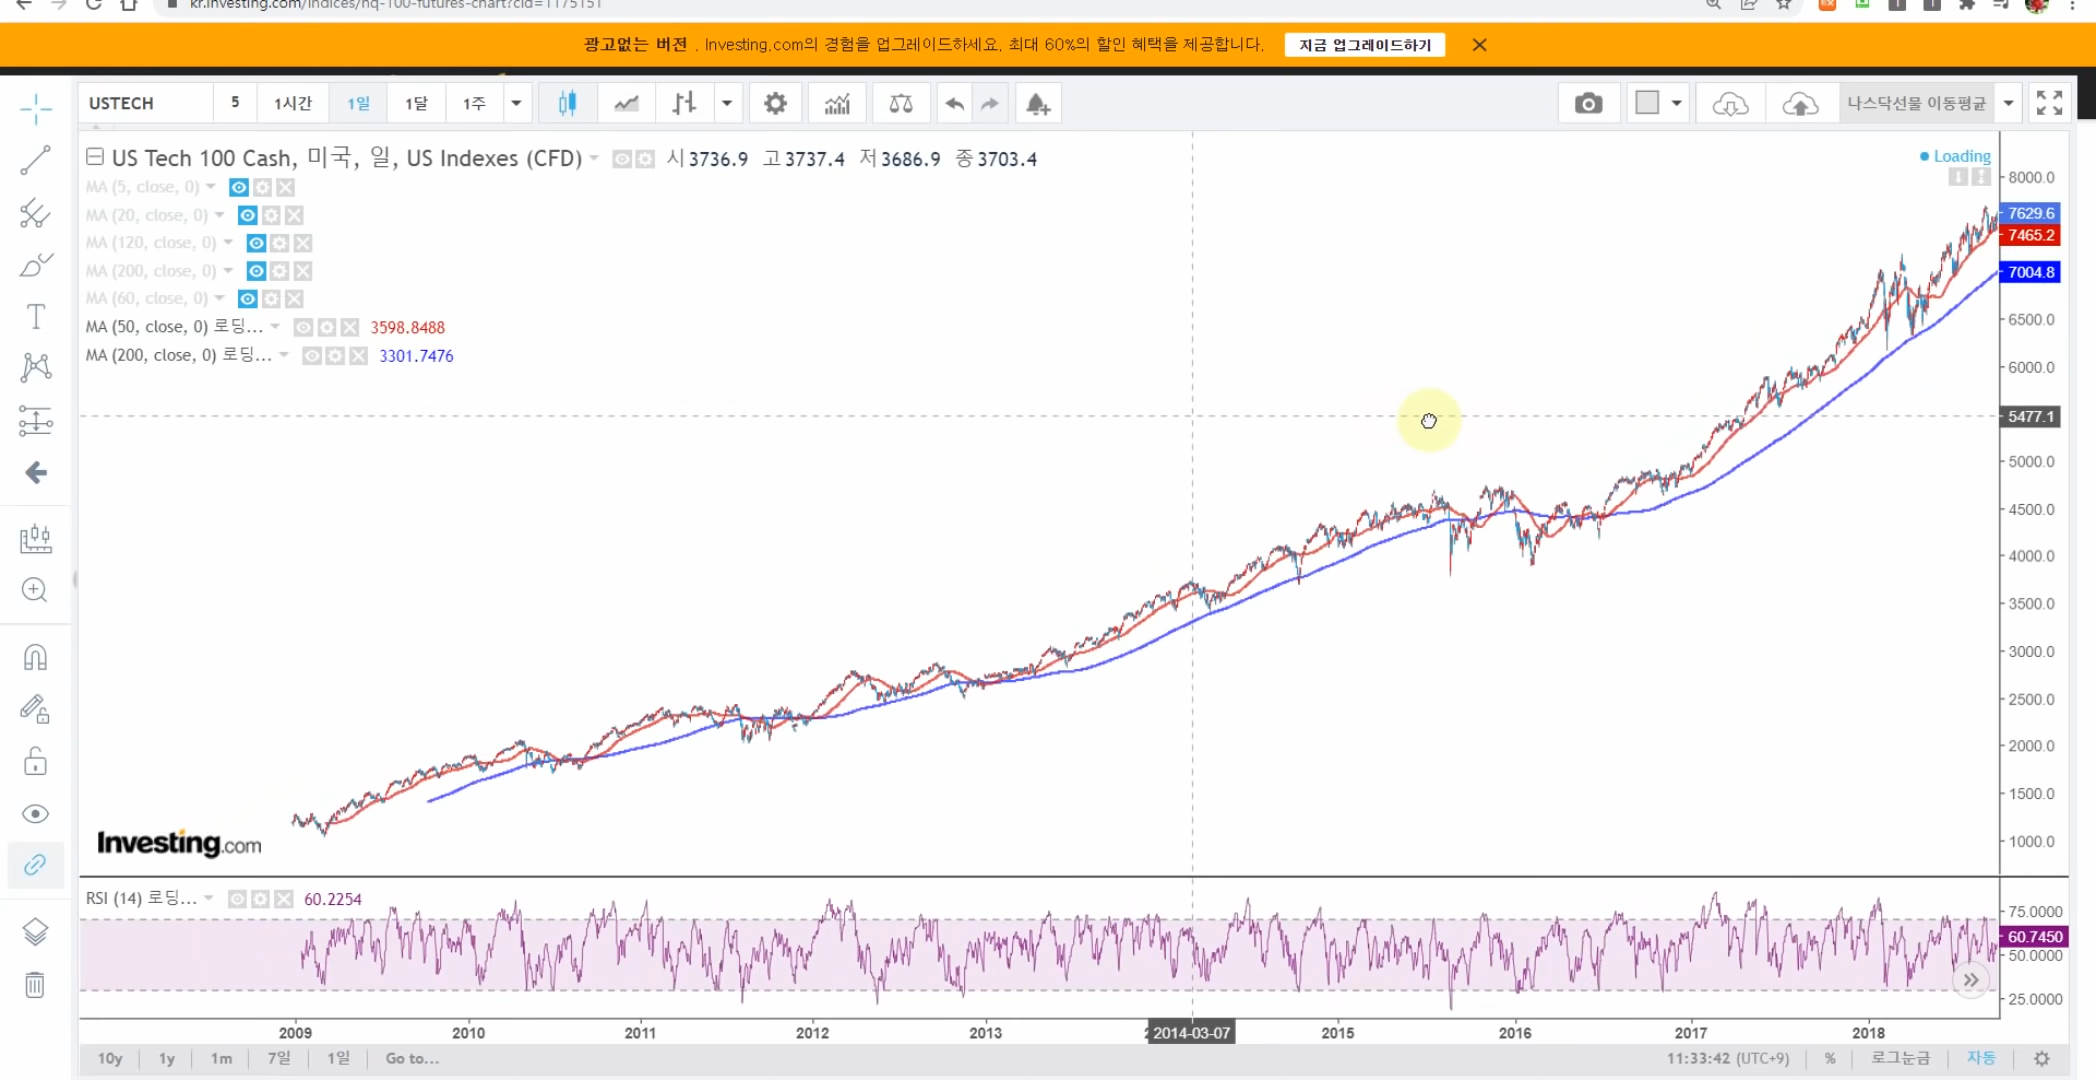 kr.investing.com/indices/nq-100-futures-chart?cid=1175151
광고없는 버전 . Investing.com의 경험을 업그레이드하세요. 최대 60%의 할인 혜택을 제공합니다. 지금 업그레이드하기
USTECH 5 1시간 1일 1달 1주 나스닥선물 이동평균
US Tech 100 Cash, 미국, 일, US Indexes (CFD) 시 3736.9 고 3737.4 저 3686.9 종 3703.4
Loading
MA (5, close, 0)
MA (20, close, 0)
MA (120, close, 0)
MA (200, close, 0)
MA (60, close, 0)
MA (50, close, 0) 로딩... 3598.8488
MA (200, close, 0) 로딩... 3301.7476
8000.0
7629.6
7465.2
7004.8
6500.0
6000.0
5477.1
5000.0
4500.0
4000.0
3500.0
3000.0
2500.0
2000.0
1500.0
1000.0
Investing.com
RSI (14) 로딩... 60.2254
75.0000
60.7450
50.0000
25.0000
2009 2010 2011 2012 2013 2014-03-07 2015 2016 2017 2018
10y 1y 1m 7일 1일 Go to... 11:33:42 (UTC+9) % 로그눈금 자동